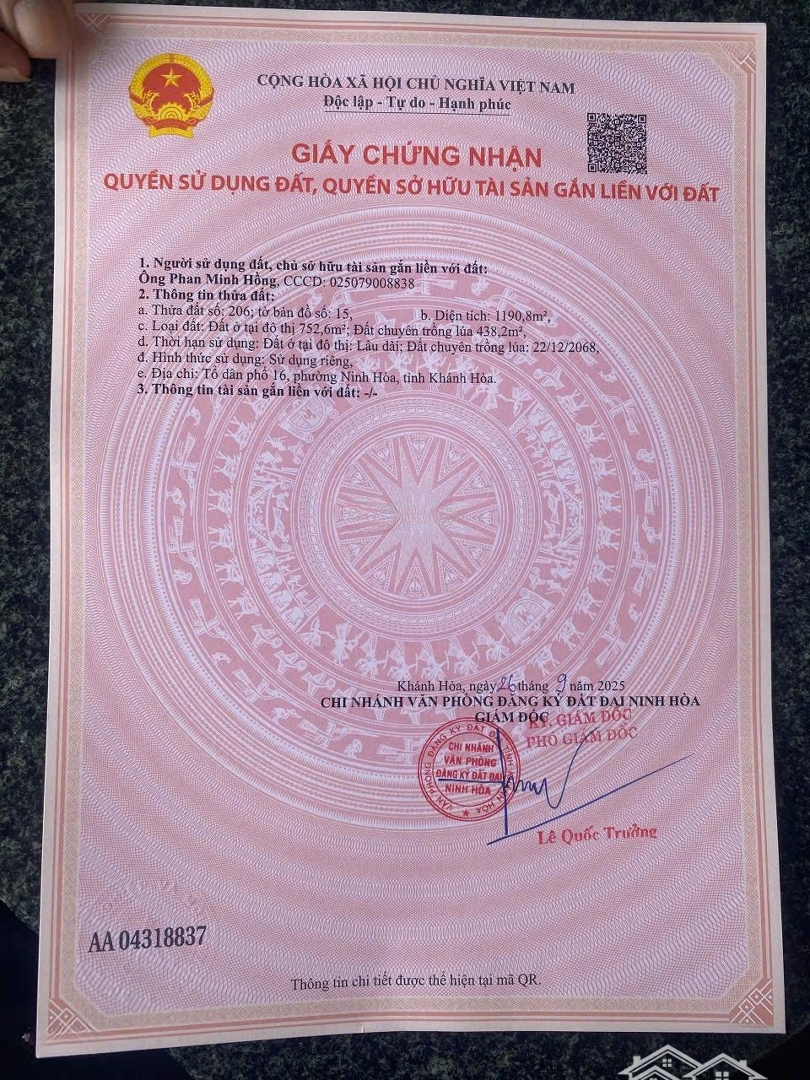 CỘNG HÒA XÃ HỘI CHỦ NGHĨA VIỆT NAM
Độc lập - Tự do - Hạnh phúc
GIẤY CHỨNG NHẬN
QUYỀN SỬ DỤNG ĐẤT, QUYỀN SỞ HỮU TÀI SẢN GẮN LIỀN VỚI ĐẤT
1. Người sử dụng đất, chủ sở hữu tài sản gắn liền với đất:
Ông Phan Minh Hồng, CCCD: 025079008838
2. Thông tin thửa đất:
a. Thửa đất số: 206; tờ bản đồ số: 15, b. Diện tích: 1190,8m²,
c. Loại đất: Đất ở tại đô thị 752,6m²; Đất chuyên trồng lúa 438,2m²,
d. Thời hạn sử dụng: Đất ở tại đô thị: Lâu dài; Đất chuyên trồng lúa: 22/12/2068,
đ. Hình thức sử dụng: Sử dụng riêng,
e. Địa chỉ: Tổ dân phố 16, phường Ninh Hòa, tỉnh Khánh Hòa.
3. Thông tin tài sản gắn liền với đất: -/-
Khánh Hòa, ngày 26 tháng 9 năm 2025
CHI NHÁNH VĂN PHÒNG ĐĂNG KÝ ĐẤT ĐAI NINH HÒA
GIÁM ĐỐC
KT. GIÁM ĐỐC
PHÓ GIÁM ĐỐC
VĂN PHÒNG ĐĂNG KÝ ĐẤT ĐAI TỈNH KHÁNH HÒA
CHI NHÁNH
VĂN PHÒNG
ĐĂNG KÝ ĐẤT ĐAI
NINH HÒA
Lê Quốc Trưởng
AA 04318837
Thông tin chi tiết được thể hiện tại mã QR.